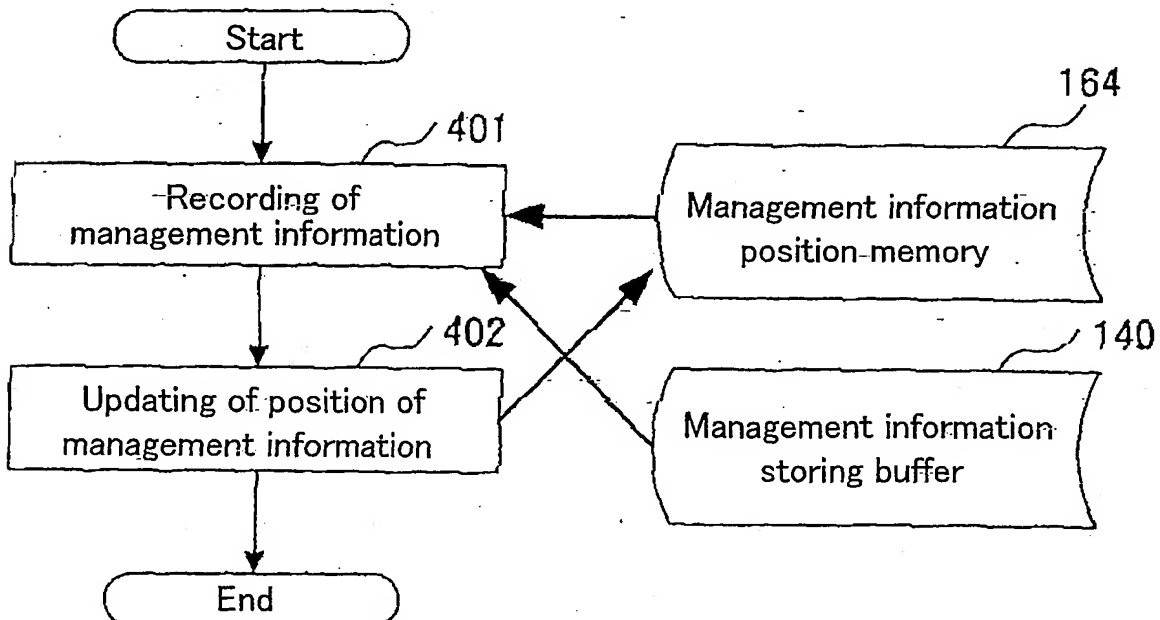 Start
401
Recording of
management information
164
Management information
position memory
402
Updating of position of
management information
140
Management information
storing buffer
End